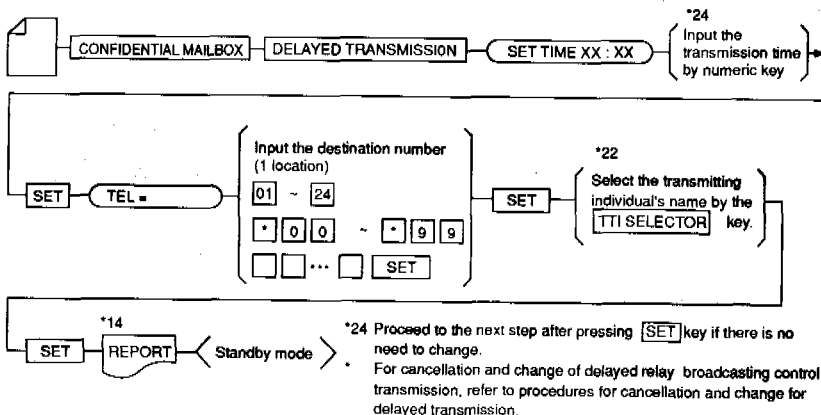 *24
CONFIDENTIAL MAILBOX DELAYED TRANSMISSION SET TIME XX : XX
Input the
transmission time
by numeric key
Input the destination number
(1 location)
01 ~ 24
* 0 0 ~ * 9 9
... SET
SET TEL =
SET
*22
Select the transmitting
individual's name by the
TTI SELECTOR key.
*14
SET REPORT Standby mode
*24 Proceed to the next step after pressing SET key if there is no
need to change.
• For cancellation and change of delayed relay broadcasting control
transmission, refer to procedures for cancellation and change for
delayed transmission.